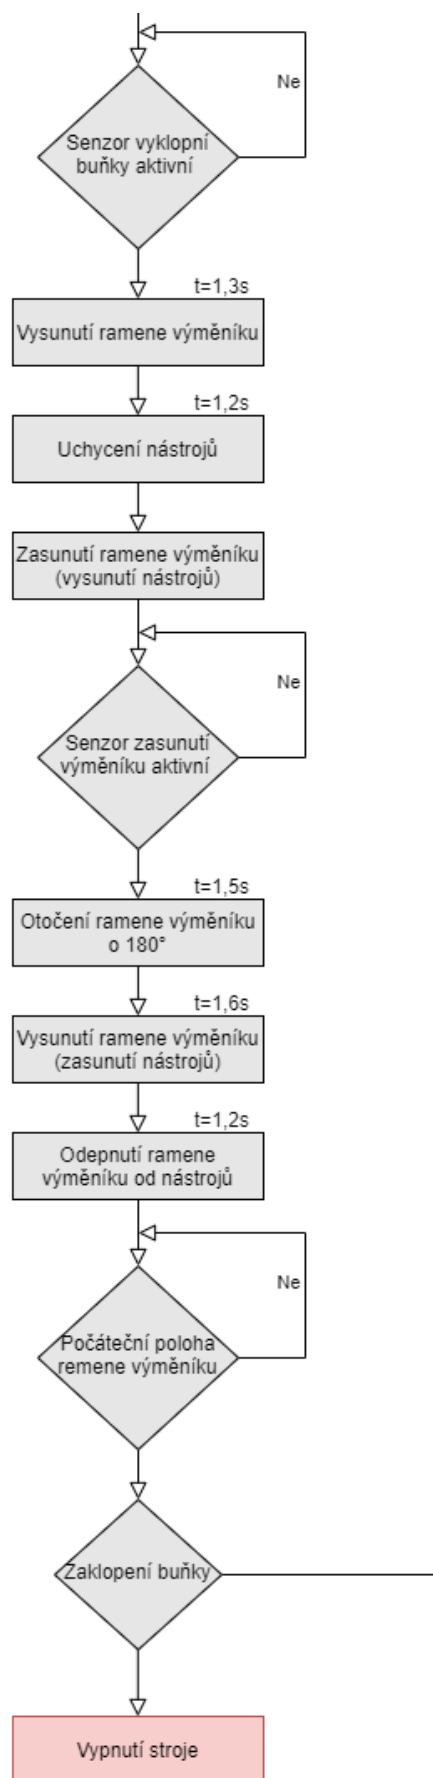 Ne
Senzor vyklopní
buňky aktivní
t=1,3s
Vysunutí ramene výměníku
t=1,2s
Uchycení nástrojů
Zasunutí ramene výměníku
(vysunutí nástrojů)
Ne
Senzor zasunutí
výměníku aktivní
t=1,5s
Otočení ramene výměníku
o 180°
t=1,6s
Vysunutí ramene výměníku
(zasunutí nástrojů)
t=1,2s
Odepnutí ramene
výměníku od nástrojů
Ne
Počáteční poloha
remene výměníku
Zaklopení buňky
Vypnutí stroje